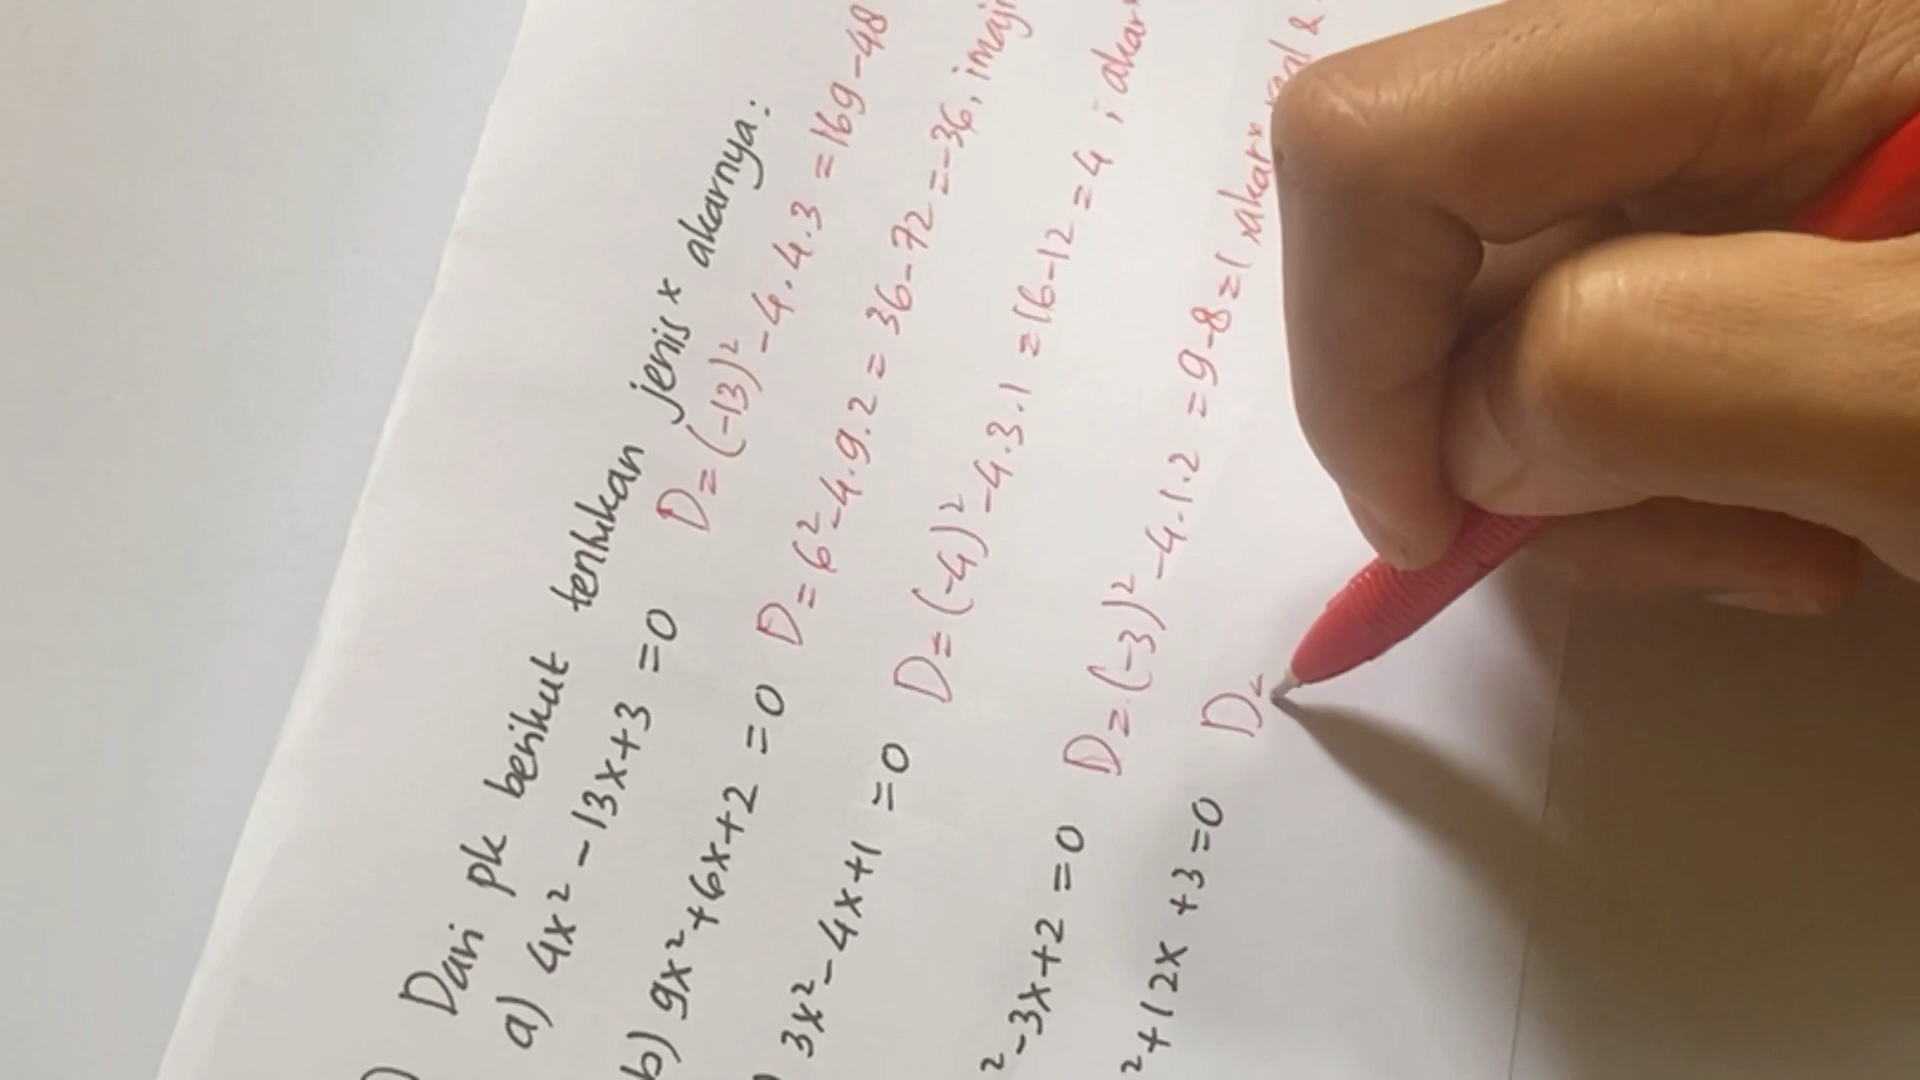 Dari pk berikut tentukan jenis x akarnya:
a) 4x² - 13x + 3 = 0 D = (-13)² - 4.4.3 = 169 - 48
b) 9x² + 6x + 2 = 0 D = 6² - 4.9.2 = 36 - 72 = -36, imaji
3x² - 4x + 1 = 0 D = (-4)² - 4.3.1 = 16 - 12 = 4 ; akar x
² - 3x + 2 = 0 D = (-3)² - 4.1.2 = 9 - 8 = 1 , akar x real &
² + 12x + 3 = 0 D